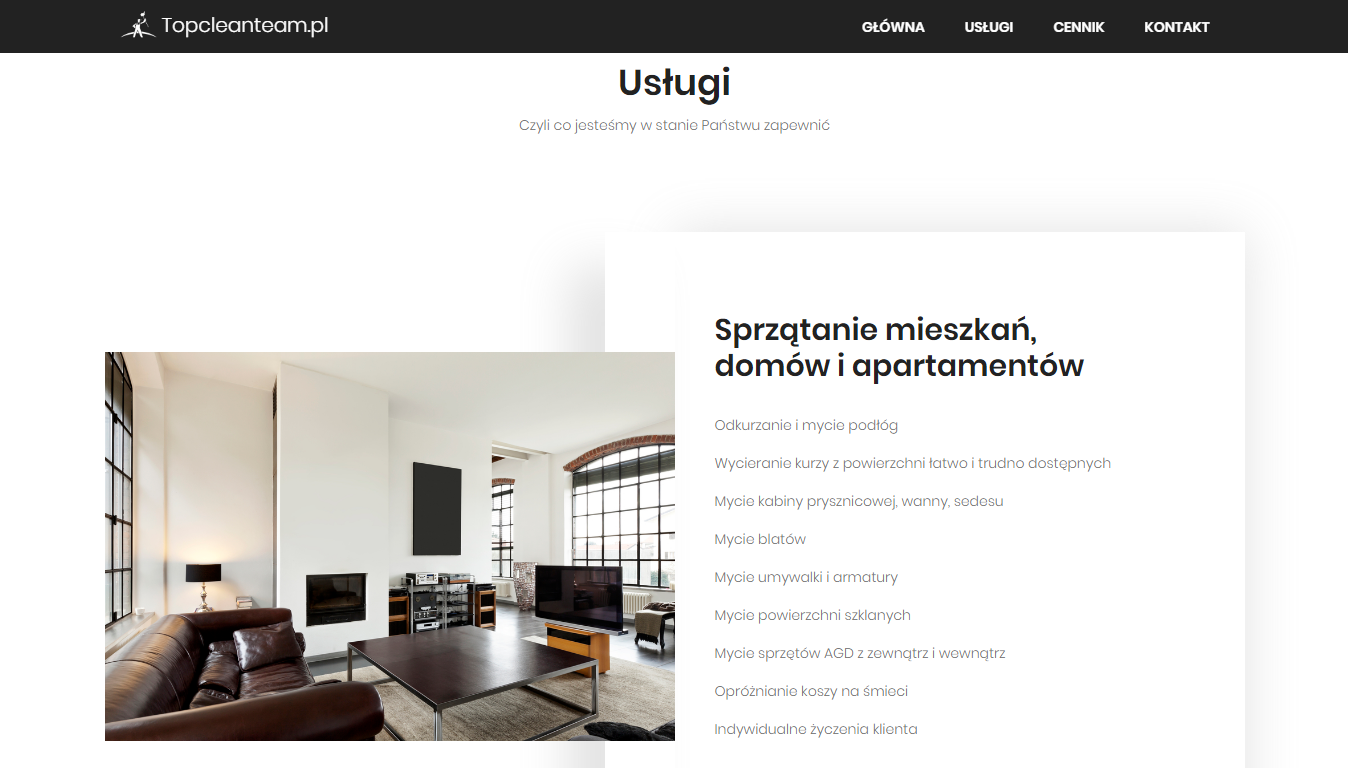 Topcleanteam.pl
GŁÓWNA
USŁUGI
CENNIK
KONTAKT
Usługi
Czyli co jesteśmy w stanie Państwu zapewnić
Sprzątanie mieszkań,
domów i apartamentów
Odkurzanie i mycie podłóg
Wycieranie kurzy z powierzchni łatwo i trudno dostępnych
Mycie kabiny prysznicowej, wanny, sedesu
Mycie blatów
Mycie umywalki i armatury
Mycie powierzchni szklanych
Mycie sprzętów AGD z zewnątrz i wewnątrz
Opróżnianie koszy na śmieci
Indywidualne życzenia klienta